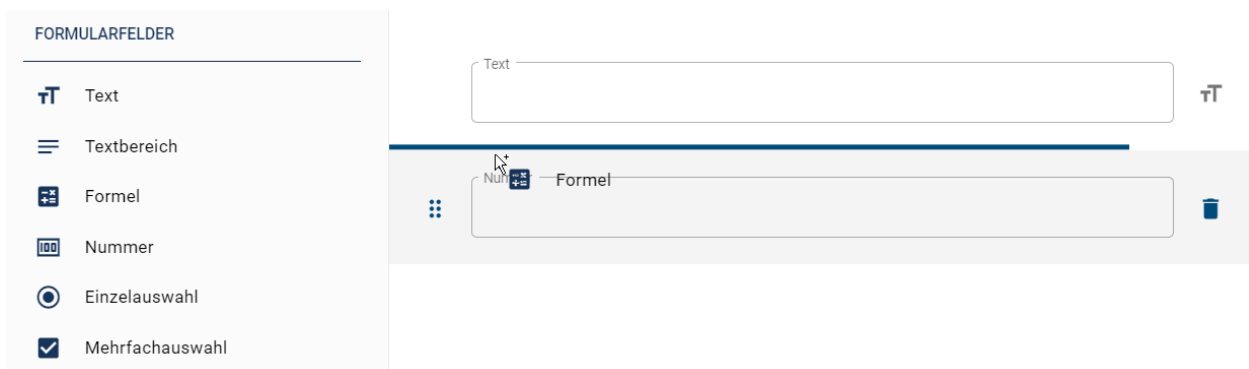 FORMULARFELDER
Text
Textbereich
Formel
Nummer
Einzelauswahl
Mehrfachauswahl
Text
Formel